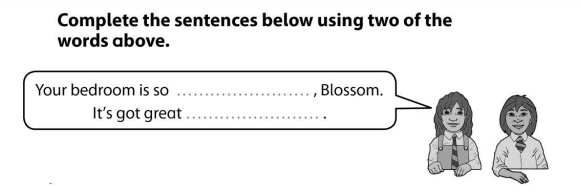 Complete the sentences below using two of the
words above.
Your bedroom is so ........................ , Blossom.
It's got great ........................ .